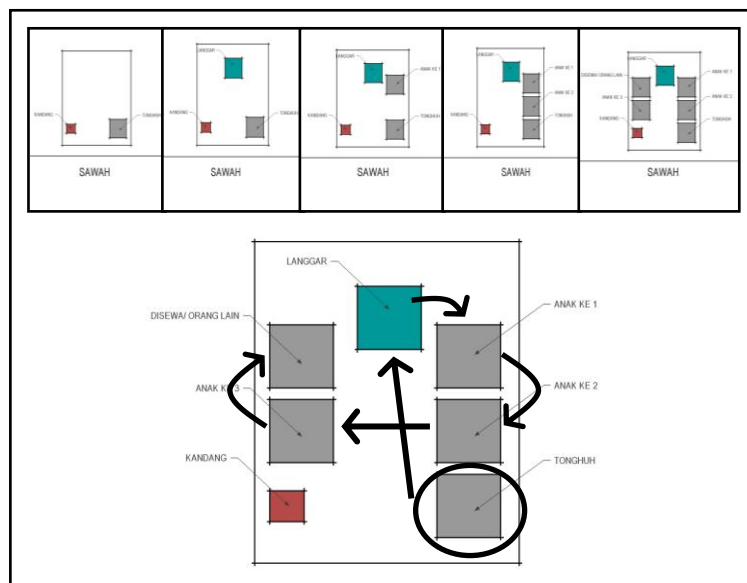 KANDANG
TONGHUH
SAWAH
LANGGAR
KANDANG
TONGHUH
SAWAH
LANGGAR
ANAK KE 1
KANDANG
TONGHUH
SAWAH
LANGGAR
ANAK KE 1
ANAK KE 2
KANDANG
TONGHUH
SAWAH
LANGGAR
DISEWA/ ORANG LAIN
ANAK KE 1
ANAK KE 3
ANAK KE 2
KANDANG
TONGHUH
SAWAH
LANGGAR
ANAK KE 1
DISEWA/ ORANG LAIN
ANAK KE 3
ANAK KE 2
KANDANG
TONGHUH